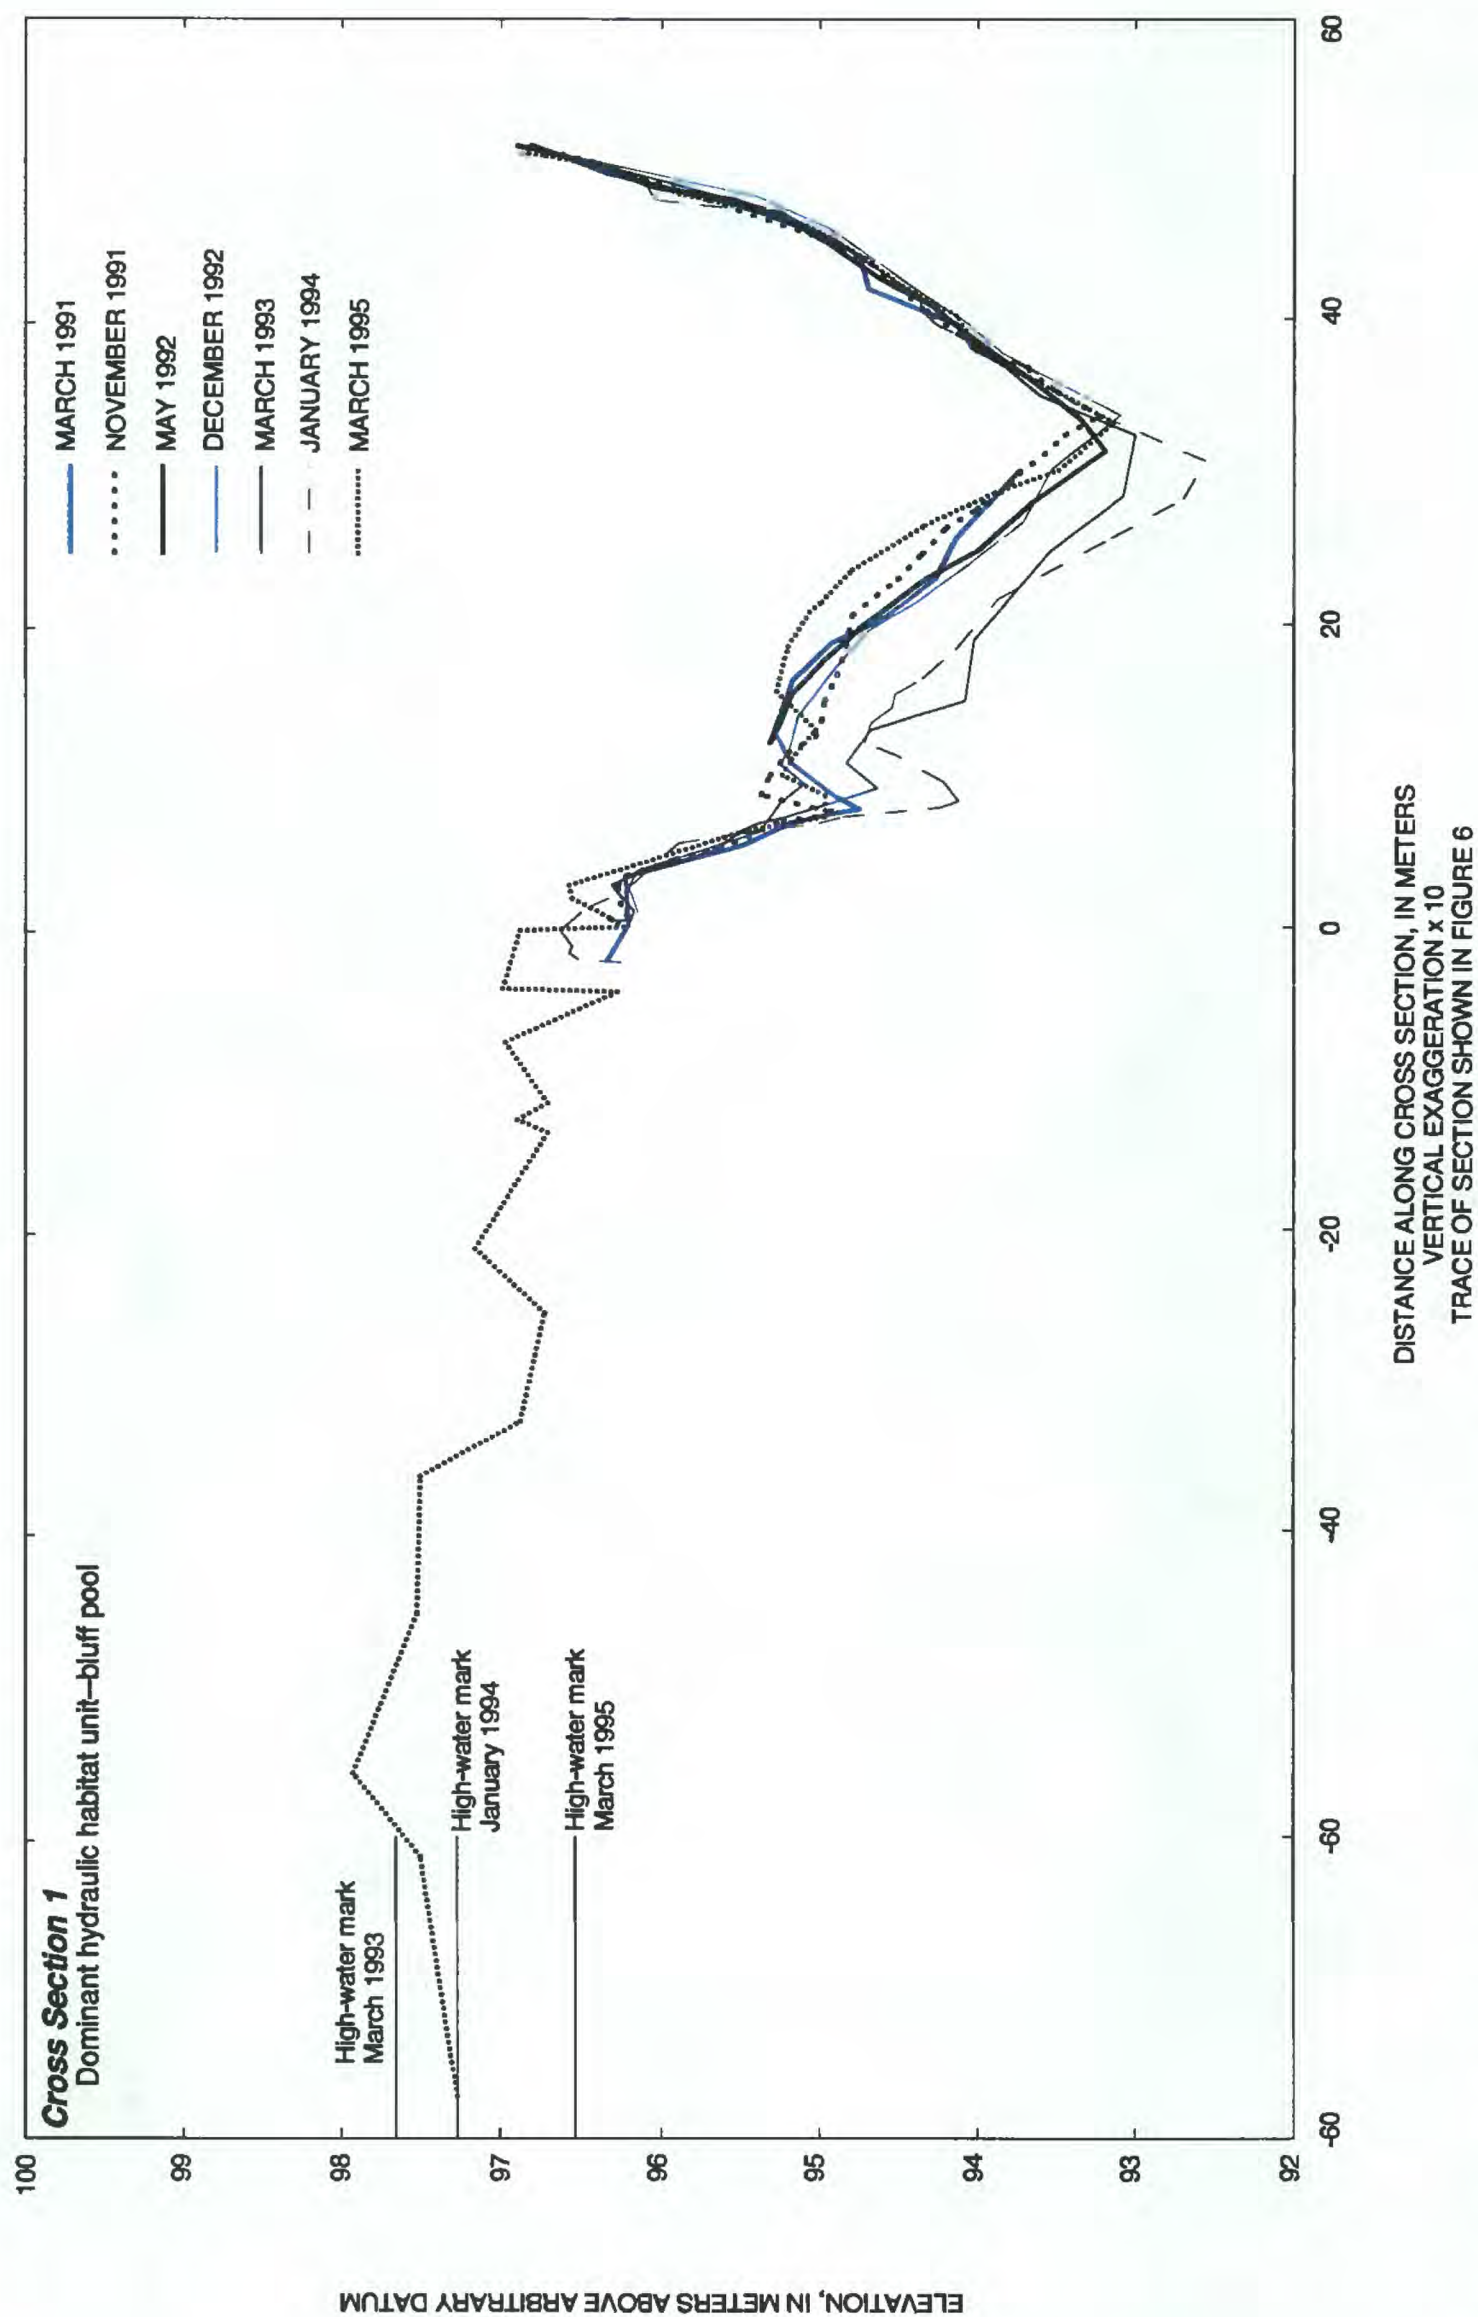 Cross Section 1
Dominant hydraulic habitat unit–bluff pool
High-water mark
March 1993
High-water mark
January 1994
High-water mark
March 1995
MARCH 1991
NOVEMBER 1991
MAY 1992
DECEMBER 1992
MARCH 1993
JANUARY 1994
MARCH 1995
ELEVATION, IN METERS ABOVE ARBITRARY DATUM
100
99
98
97
96
95
94
93
92
-80
-60
-40
-20
0
20
40
60
DISTANCE ALONG CROSS SECTION, IN METERS
VERTICAL EXAGGERATION x 10
TRACE OF SECTION SHOWN IN FIGURE 6